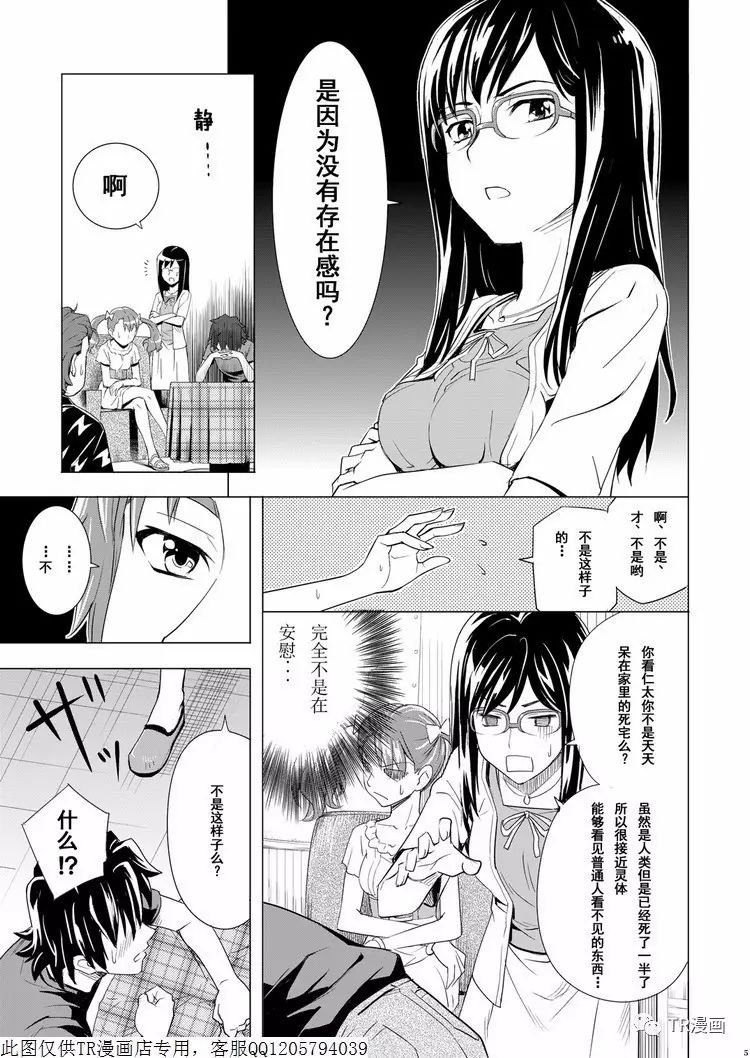 是因为没有存在感吗？
静…
啊
啊、不是、
才、不是哟
不是这样子
的…
……
…不
你看仁太你不是天天
呆在家里的死宅么？
虽然是人类但是已经死了一半了
所以很接近灵体
能够看见普通人看不见的东西…
完全不是在
安慰…
不是这样子么？
什么!?
TR漫画
此图仅供TR漫画店专用，客服QQ1205794039